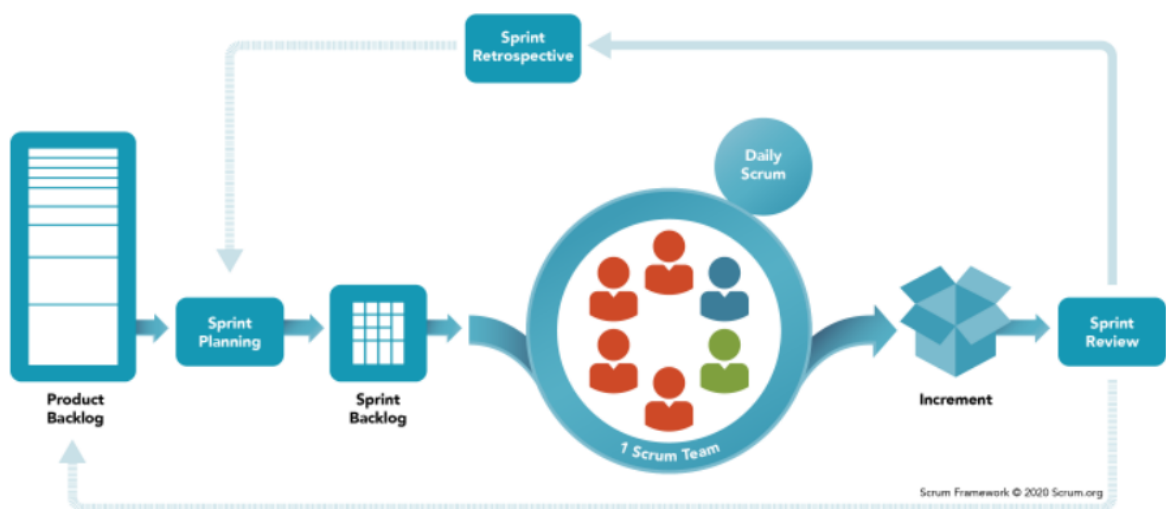 Sprint
Retrospective
Daily
Scrum
Sprint
Planning
Sprint
Review
Product
Backlog
Sprint
Backlog
1 Scrum Team
Increment
Scrum Framework © 2020 Scrum.org